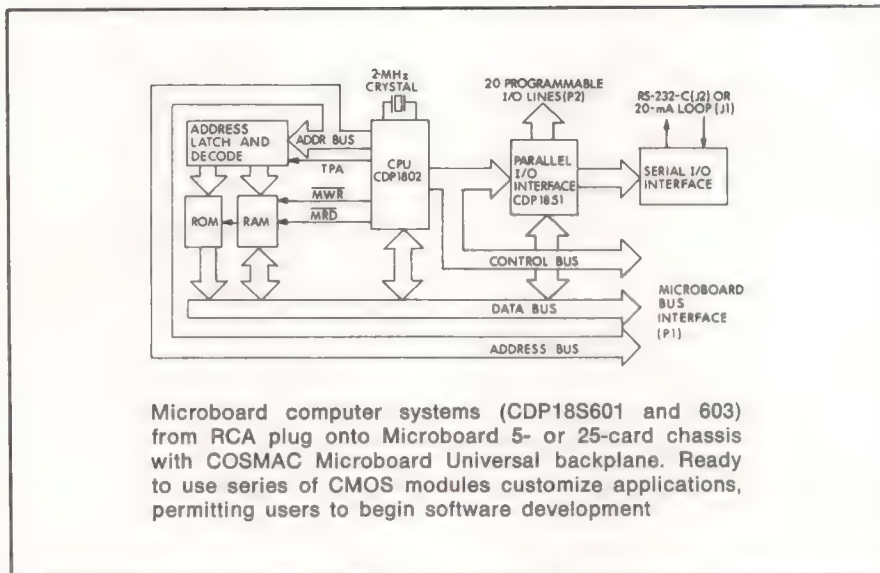 2-MHz
CRYSTAL
20 PROGRAMMABLE
I/O LINES(P2)
RS-232-C(J2) OR
20-mA LOOP(J1)
ADDRESS
LATCH AND
DECODE
ADDR BUS
TPA
CPU
CDP1802
PARALLEL
I/O
INTERFACE
CDP1851
SERIAL I/O
INTERFACE
MWR
MRD
ROM
RAM
CONTROL BUS
DATA BUS
ADDRESS BUS
MICROBOARD
BUS
INTERFACE
(P1)
Microboard computer systems (CDP18S601 and 603)
from RCA plug onto Microboard 5- or 25-card chassis
with COSMAC Microboard Universal backplane. Ready
to use series of CMOS modules customize applications,
permitting users to begin software development